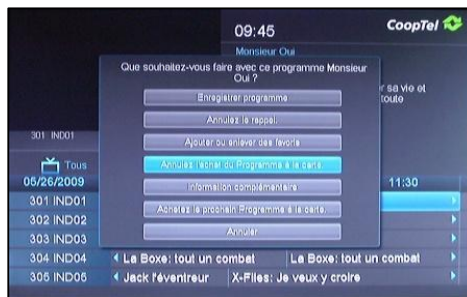 09:45
CoopTel
Monsieur Oui
Que souhaitez-vous faire avec ce programme Monsieur
Oui ?
r sa vie et
toute
Enregistrer programme
Annulez le rappel.
Ajouter ou enlever des favoris
Annulez l'achat du Programme à la carte.
Information complémentaire
Achetez le prochain Programme à la carte.
Annuler
301 IND01
Tous
05/26/2009
11:30
301 IND01
302 IND02
303 IND03
304 IND04
La Boxe: tout un combat
La Boxe: tout un combat
305 IND05
Jack l'éventreur
X-Files: Je veux y croire